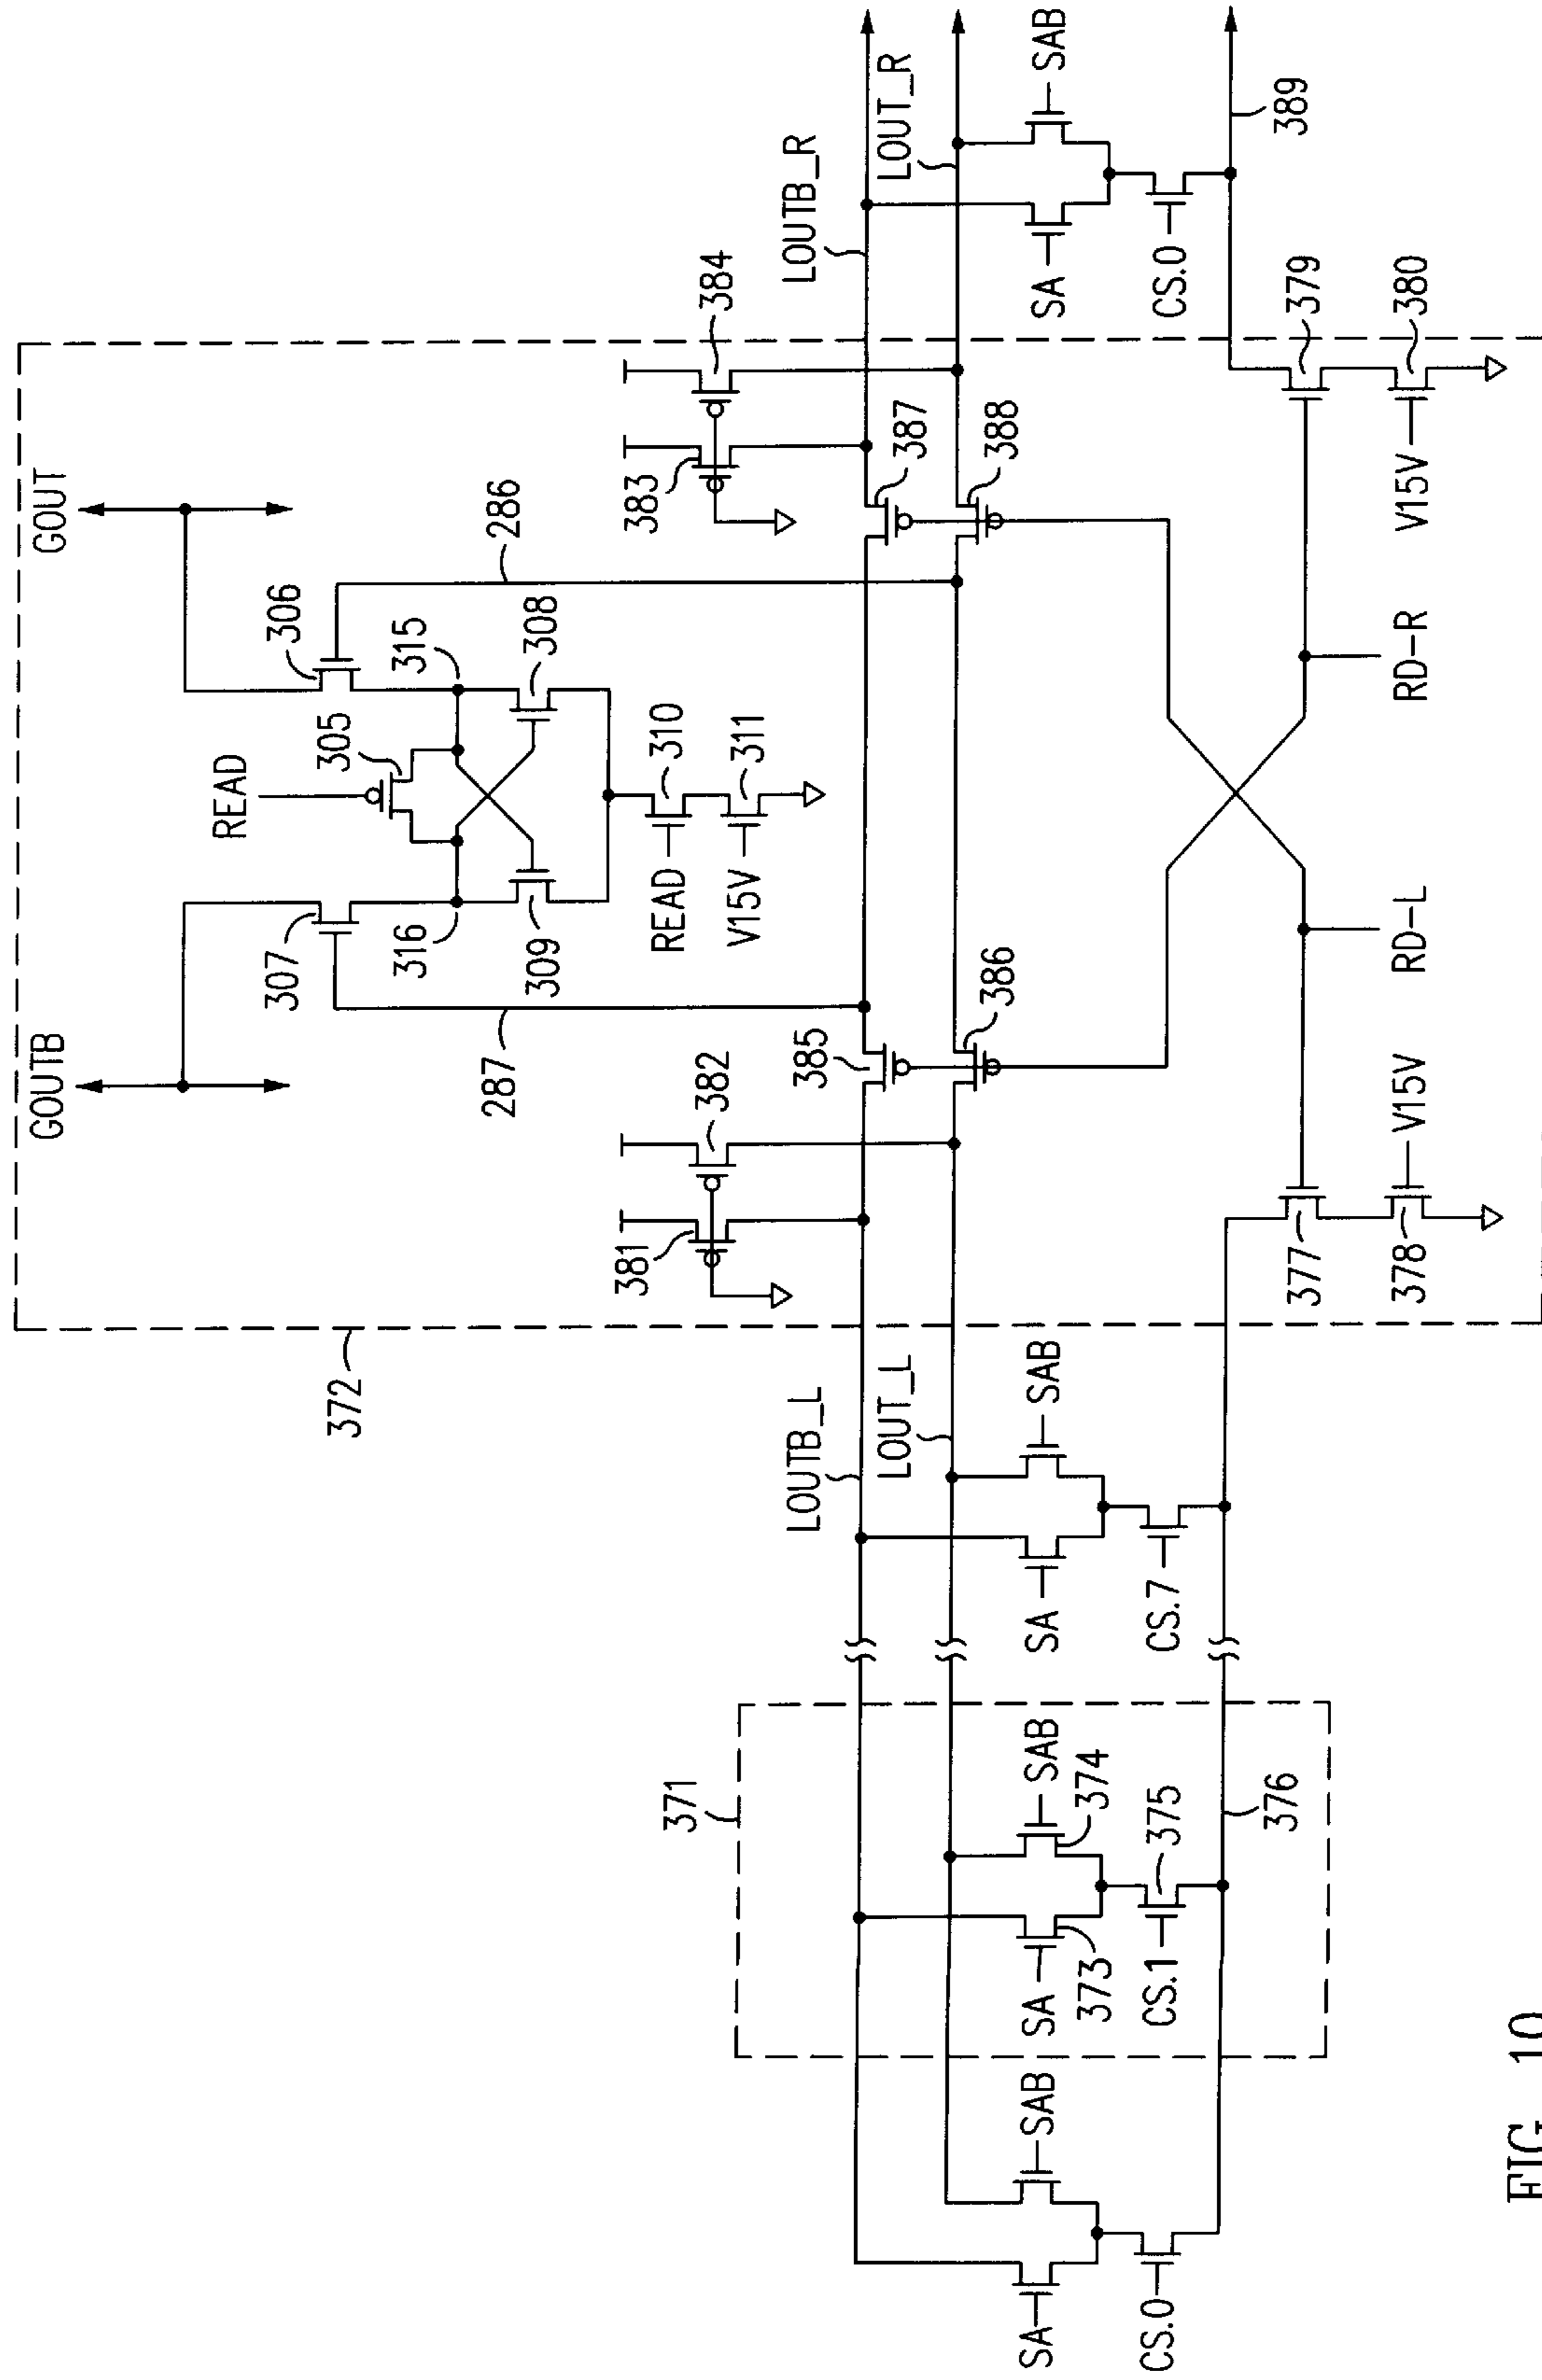 GOUTB
GOUT
READ
305
306
307
315
316
308
309
286
287
READ
310
V15V
311
372
381
382
383
384
385
386
387
388
LOUTB_L
LOUT_L
LOUTB_R
LOUT_R
371
SA
SAB
CS.0
SA
SAB
373
374
CS.1
375
376
SA
SAB
CS.7
SA
SAB
CS.0
389
377
378
V15V
RD-L
RD-R
379
V15V
380
FIG. 10